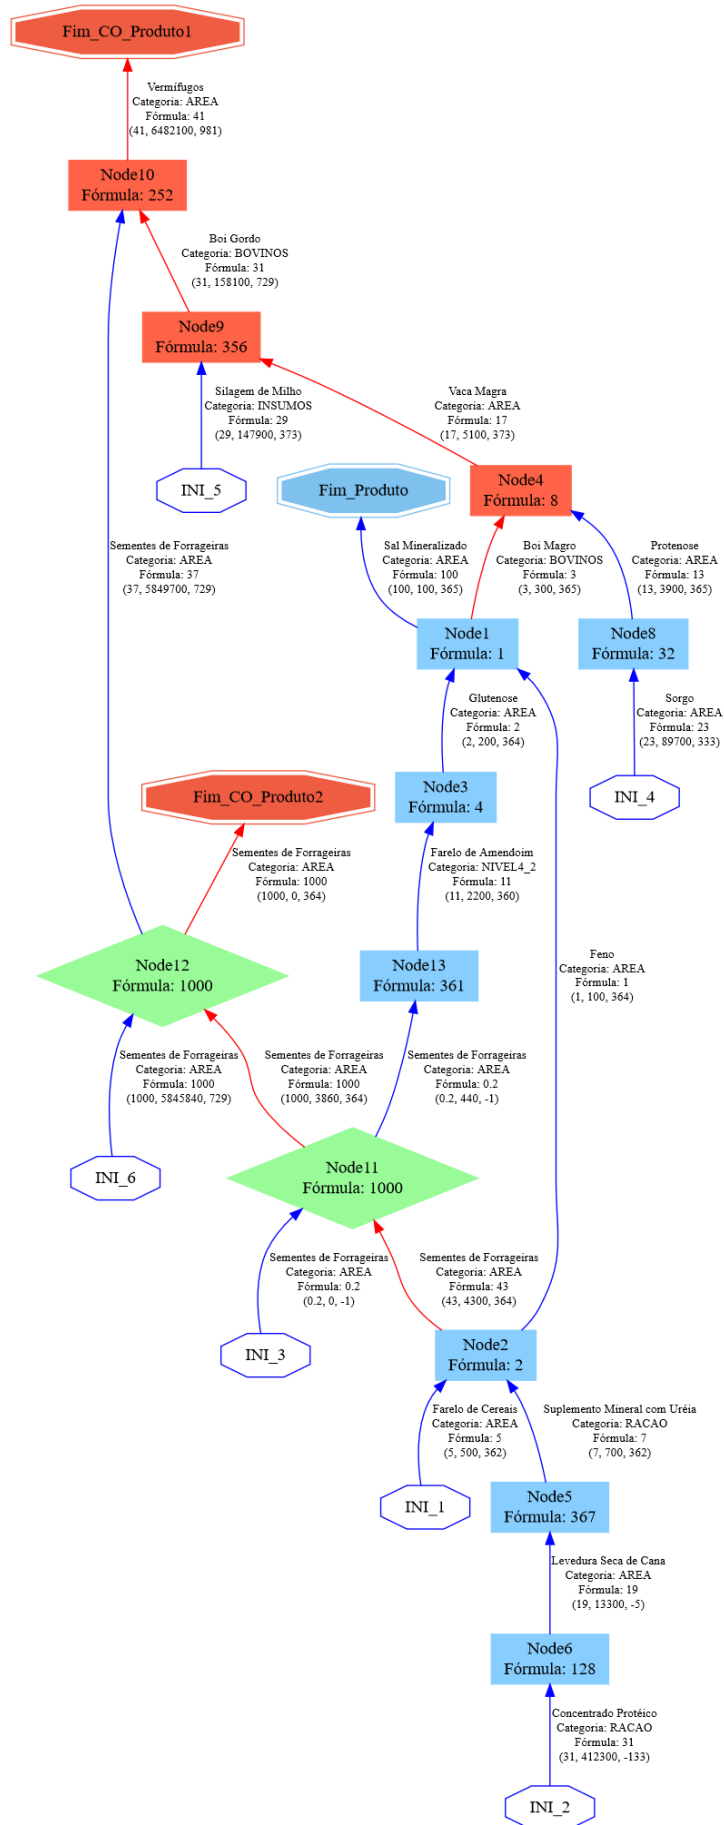 Fim_CO_Produto1
Vermífugos
Categoria: AREA
Fórmula: 41
(41, 6482100, 981)
Node10
Fórmula: 252
Boi Gordo
Categoria: BOVINOS
Fórmula: 31
(31, 158100, 729)
Node9
Fórmula: 356
Silagem de Milho
Categoria: INSUMOS
Fórmula: 29
(29, 147900, 373)
Vaca Magra
Categoria: AREA
Fórmula: 17
(17, 5100, 373)
INI_5
Fim_Produto
Node4
Fórmula: 8
Sementes de Forrageiras
Categoria: AREA
Fórmula: 37
(37, 5849700, 729)
Sal Mineralizado
Categoria: AREA
Fórmula: 100
(100, 100, 365)
Boi Magro
Categoria: BOVINOS
Fórmula: 3
(3, 300, 365)
Protenose
Categoria: AREA
Fórmula: 13
(13, 3900, 365)
Node1
Fórmula: 1
Node8
Fórmula: 32
Glutenose
Categoria: AREA
Fórmula: 2
(2, 200, 364)
Sorgo
Categoria: AREA
Fórmula: 23
(23, 89700, 333)
Fim_CO_Produto2
Node3
Fórmula: 4
INI_4
Sementes de Forrageiras
Categoria: AREA
Fórmula: 1000
(1000, 0, 364)
Farelo de Amendoim
Categoria: NIVEL4_2
Fórmula: 11
(11, 2200, 360)
Node12
Fórmula: 1000
Node13
Fórmula: 361
Feno
Categoria: AREA
Fórmula: 1
(1, 100, 364)
Sementes de Forrageiras
Categoria: AREA
Fórmula: 1000
(1000, 5845840, 729)
Sementes de Forrageiras
Categoria: AREA
Fórmula: 1000
(1000, 3860, 364)
Sementes de Forrageiras
Categoria: AREA
Fórmula: 0.2
(0.2, 440, -1)
INI_6
Node11
Fórmula: 1000
Sementes de Forrageiras
Categoria: AREA
Fórmula: 0.2
(0.2, 0, -1)
Sementes de Forrageiras
Categoria: AREA
Fórmula: 43
(43, 4300, 364)
INI_3
Node2
Fórmula: 2
Farelo de Cereais
Categoria: AREA
Fórmula: 5
(5, 500, 362)
Suplemento Mineral com Uréia
Categoria: RACAO
Fórmula: 7
(7, 700, 362)
INI_1
Node5
Fórmula: 367
Levedura Seca de Cana
Categoria: AREA
Fórmula: 19
(19, 13300, -5)
Node6
Fórmula: 128
Concentrado Protéico
Categoria: RACAO
Fórmula: 31
(31, 412300, -133)
INI_2